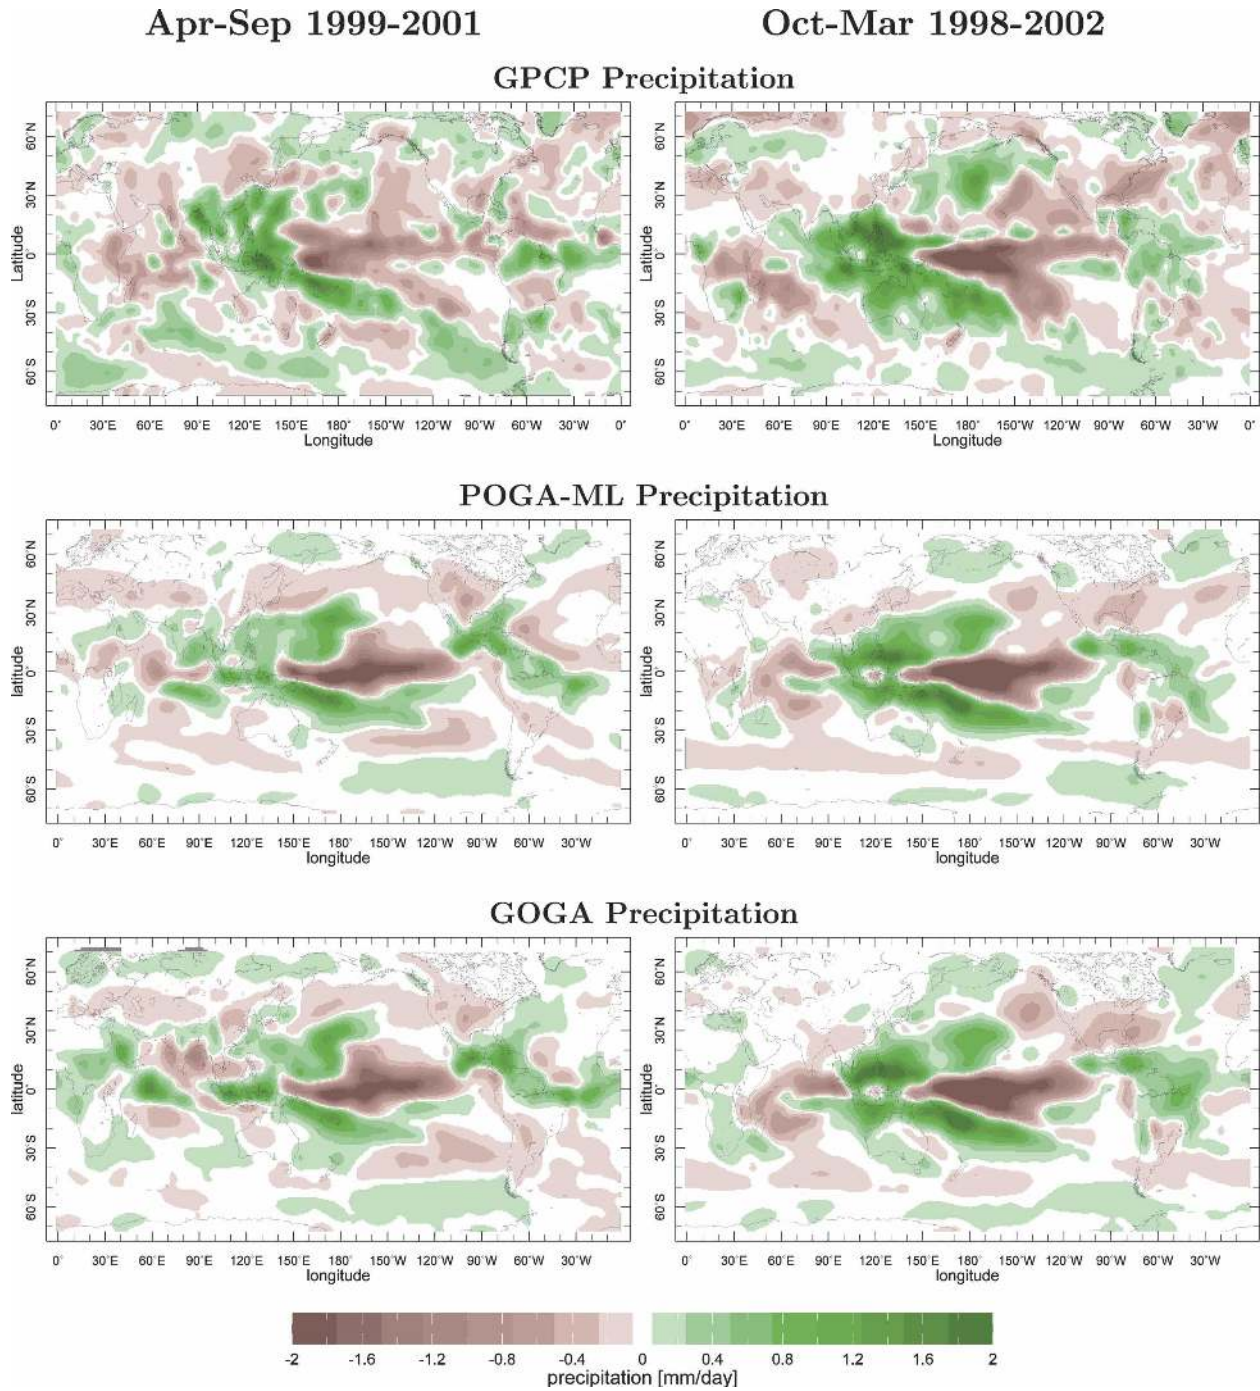 Apr-Sep 1999-2001 Oct-Mar 1998-2002
GPCP Precipitation
60°N
30°N
0°
30°S
60°S
Latitude
0° 30°E 60°E 90°E 120°E 150°E 180° 150°W 120°W 90°W 60°W 30°W 0°
Longitude
60°N
30°N
0°
30°S
60°S
Latitude
0° 30°E 60°E 90°E 120°E 150°E 180° 150°W 120°W 90°W 60°W 30°W 0°
Longitude
POGA-ML Precipitation
60°N
30°N
0°
30°S
60°S
latitude
0° 30°E 60°E 90°E 120°E 150°E 180° 150°W 120°W 90°W 60°W 30°W
longitude
60°N
30°N
0°
30°S
60°S
latitude
0° 30°E 60°E 90°E 120°E 150°E 180° 150°W 120°W 90°W 60°W 30°W
longitude
GOGA Precipitation
60°N
30°N
0°
30°S
60°S
latitude
0° 30°E 60°E 90°E 120°E 150°E 180° 150°W 120°W 90°W 60°W 30°W
longitude
60°N
30°N
0°
30°S
60°S
latitude
0° 30°E 60°E 90°E 120°E 150°E 180° 150°W 120°W 90°W 60°W 30°W
longitude
-2 -1.6 -1.2 -0.8 -0.4 0 0.4 0.8 1.2 1.6 2
precipitation [mm/day]